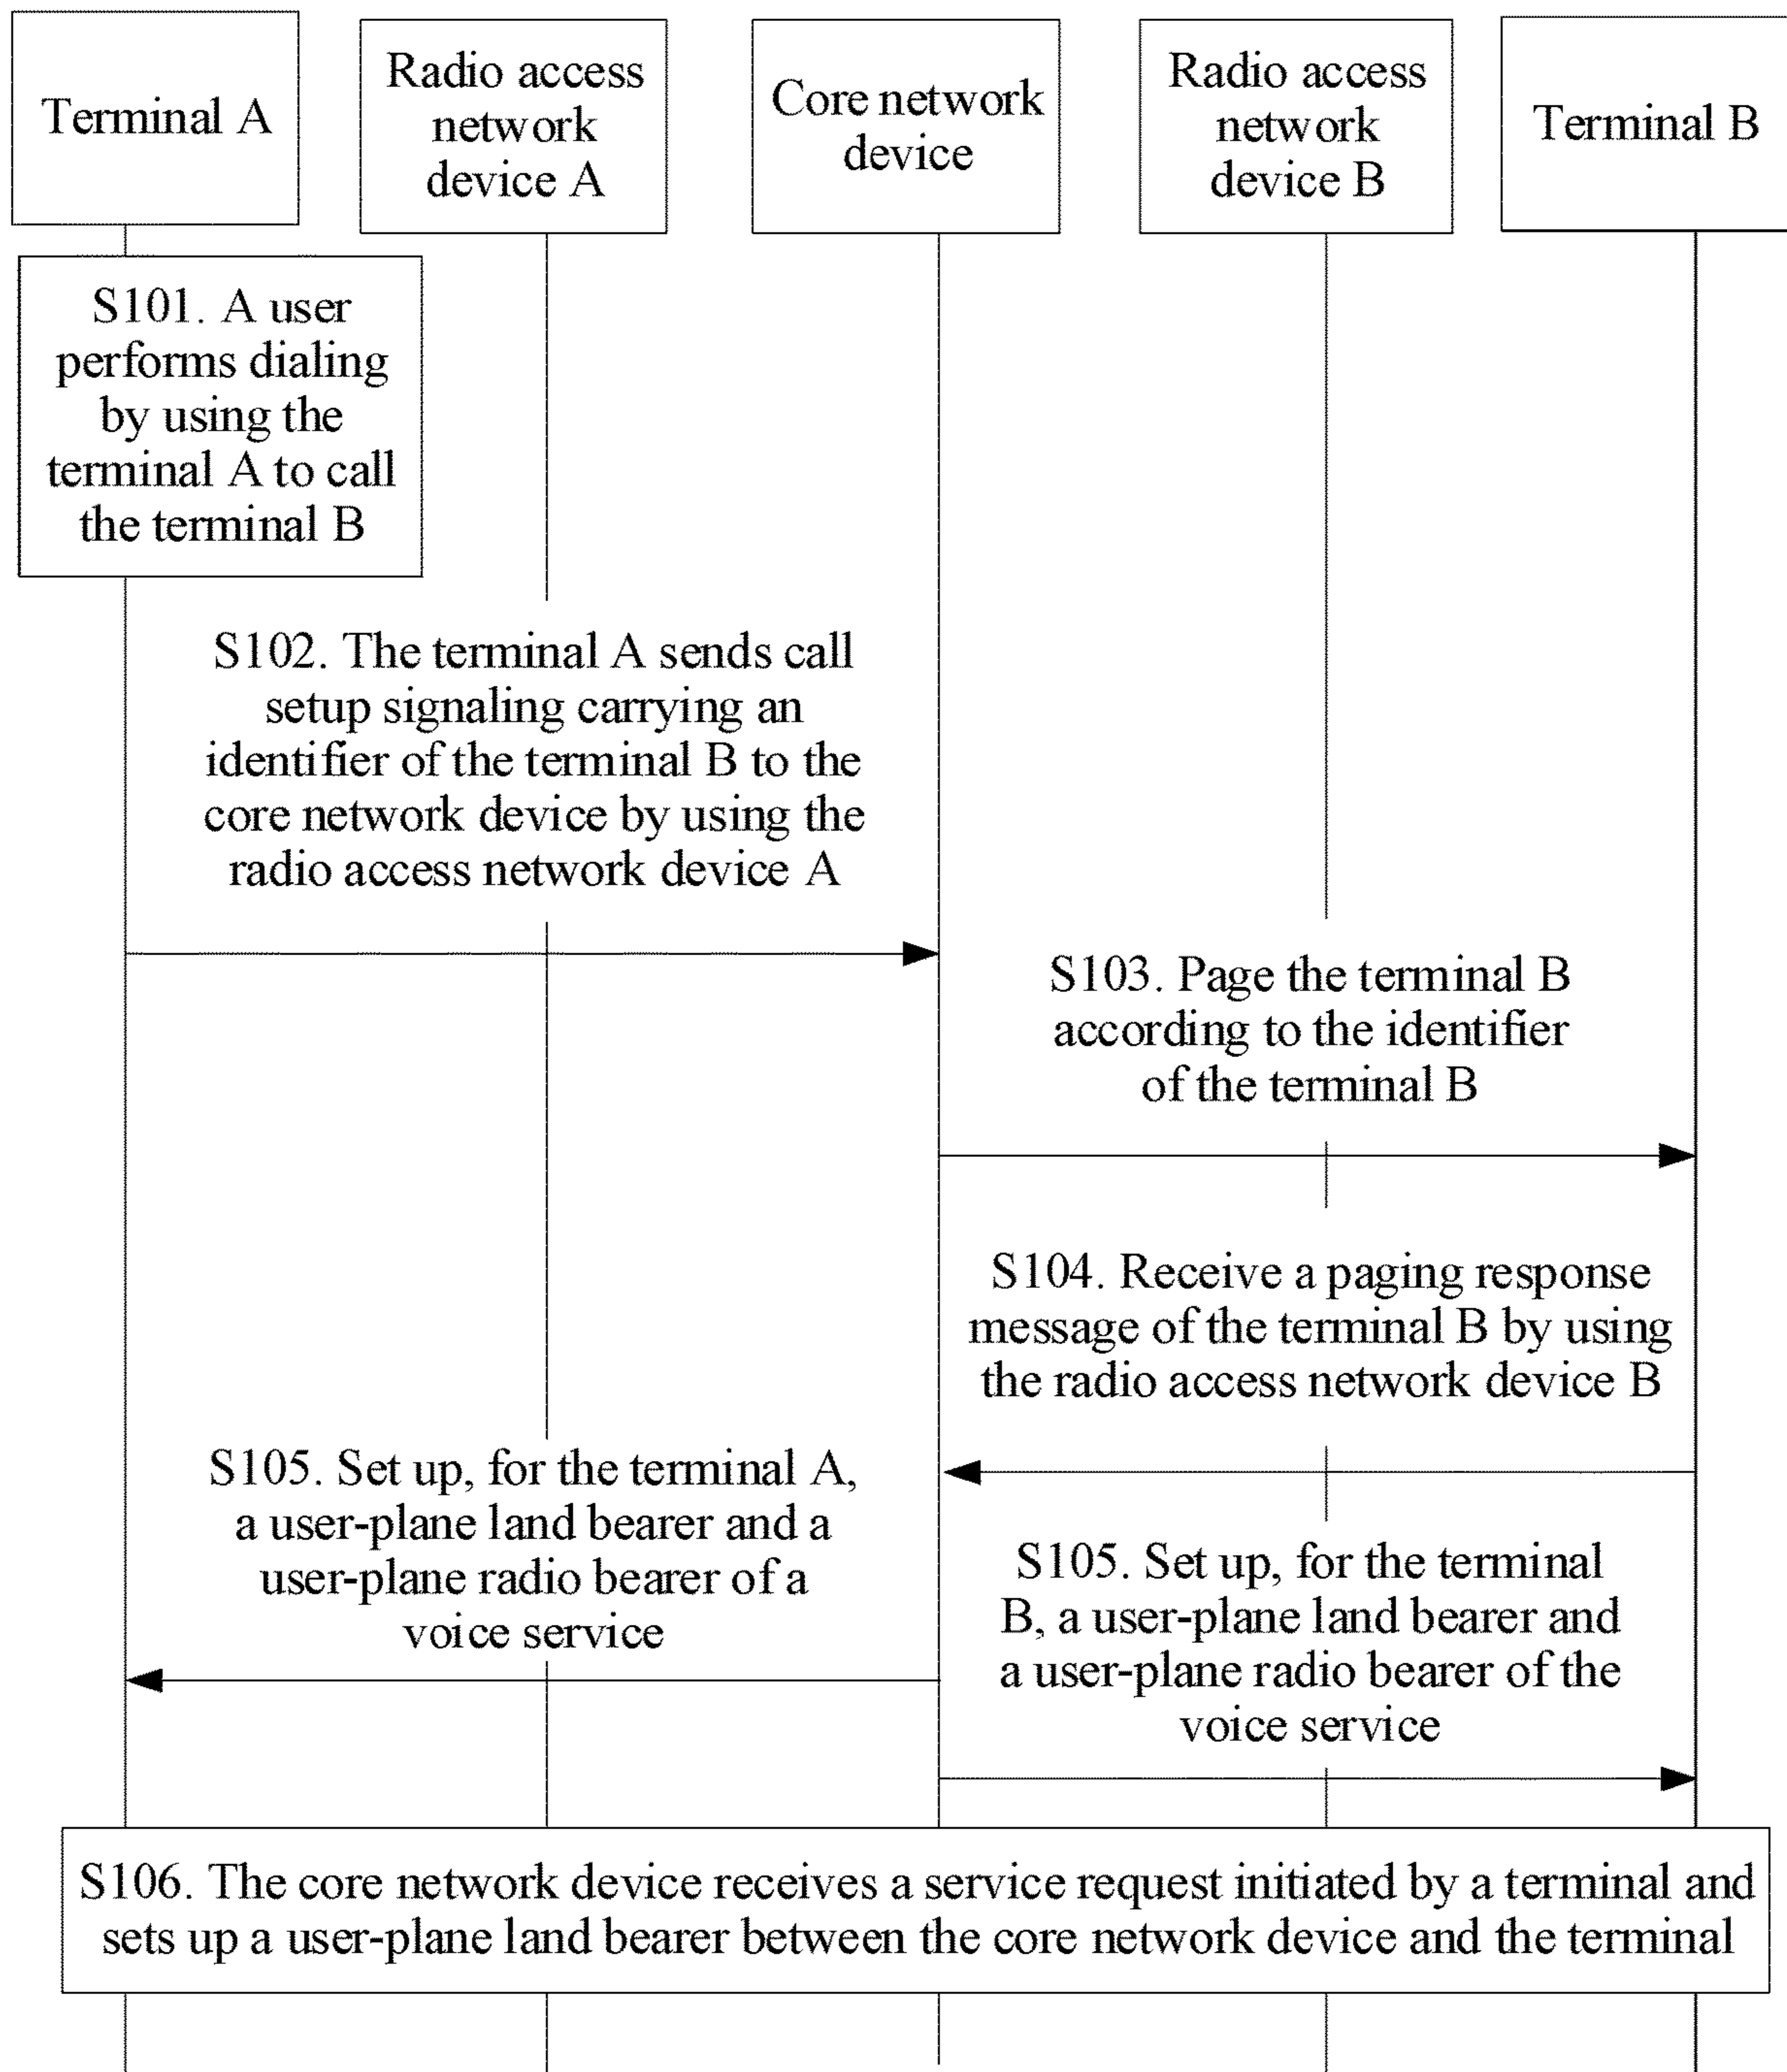 Terminal A
Radio access
network
device A
Core network
device
Radio access
network
device B
Terminal B
S101. A user
performs dialing
by using the
terminal A to call
the terminal B
S102. The terminal A sends call
setup signaling carrying an
identifier of the terminal B to the
core network device by using the
radio access network device A
S103. Page the terminal B
according to the identifier
of the terminal B
S104. Receive a paging response
message of the terminal B by using
the radio access network device B
S105. Set up, for the terminal A,
a user-plane land bearer and a
user-plane radio bearer of a
voice service
S105. Set up, for the terminal
B, a user-plane land bearer and
a user-plane radio bearer of the
voice service
S106. The core network device receives a service request initiated by a terminal and
sets up a user-plane land bearer between the core network device and the terminal